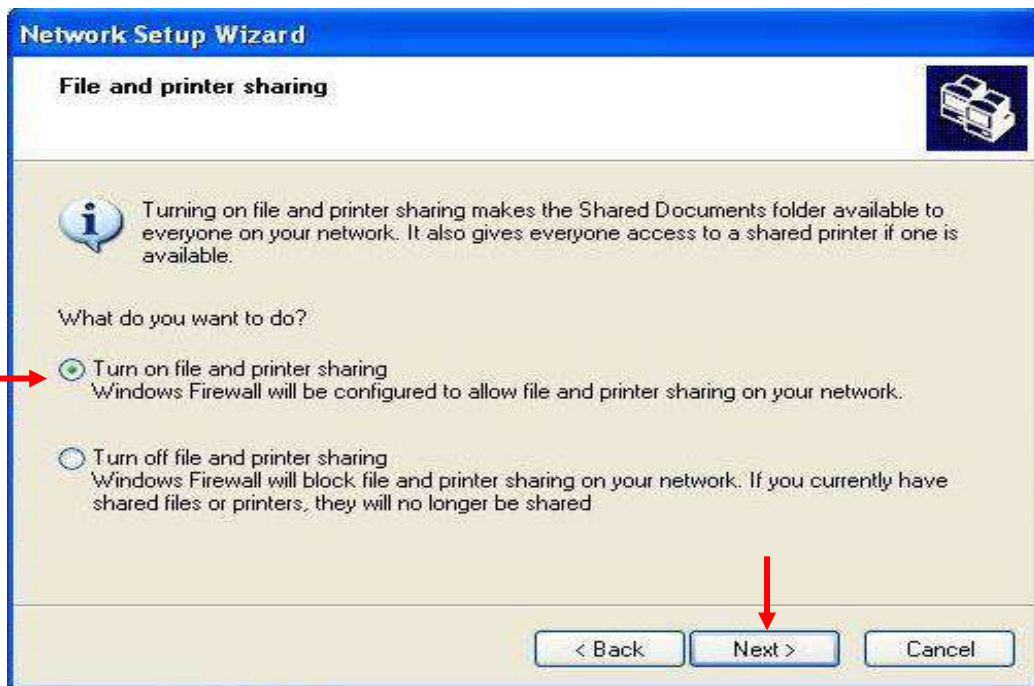 Network Setup Wizard
File and printer sharing
Turning on file and printer sharing makes the Shared Documents folder available to
everyone on your network. It also gives everyone access to a shared printer if one is
available.
What do you want to do?
Turn on file and printer sharing
Windows Firewall will be configured to allow file and printer sharing on your network.
Turn off file and printer sharing
Windows Firewall will block file and printer sharing on your network. If you currently have
shared files or printers, they will no longer be shared
< Back Next > Cancel